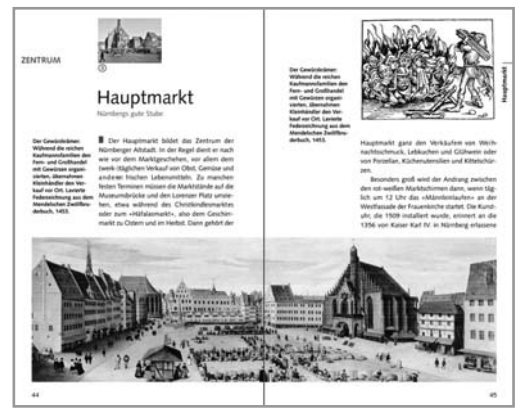 ZENTRUM
Hauptmarkt
Nürnbergs gute Stube
Der Gewürzkrämer:
Während die reichen
Kaufmannsfamilien den
Fern- und Großhandel
mit Gewürzen organi-
sierten, übernahmen
Kleinhändler den Ver-
kauf vor Ort. Lavierte
Federzeichnung aus dem
Mendelschen Zwölfbru-
derbuch, 1453.
Der Hauptmarkt bildet das Zentrum der
Nürnberger Altstadt. In der Regel dient er nach
wie vor dem Marktgeschehen, vor allem dem
(werk-)täglichen Verkauf von Obst, Gemüse und
anderen frischen Lebensmitteln. Zu manchen
festen Terminen müssen die Marktstände auf die
Museumsbrücke und den Lorenzer Platz umzie-
hen, etwa während des Christkindlesmarktes
oder zum »Häfalasmarkt«, also dem Geschirr-
markt zu Ostern und im Herbst. Dann gehört der
44
Der Gewürzkrämer:
Während die reichen
Kaufmannsfamilien den
Fern- und Großhandel
mit Gewürzen organi-
sierten, übernahmen
Kleinhändler den Ver-
kauf vor Ort. Lavierte
Federzeichnung aus dem
Mendelschen Zwölfbru-
derbuch, 1453.
Hauptmarkt
Hauptmarkt ganz den Verkäufern von Weih-
nachtsschmuck, Lebkuchen und Glühwein oder
von Porzellan, Küchenutensilien und Kittelschür-
zen.
Besonders groß wird der Andrang zwischen
den rot-weißen Marktschirmen dann, wenn täg-
lich um 12 Uhr das »Männleinlaufen« an der
Westfassade der Frauenkirche startet. Die Kunst-
uhr, die 1509 installiert wurde, erinnert an die
1356 von Kaiser Karl IV. in Nürnberg erlassene
45